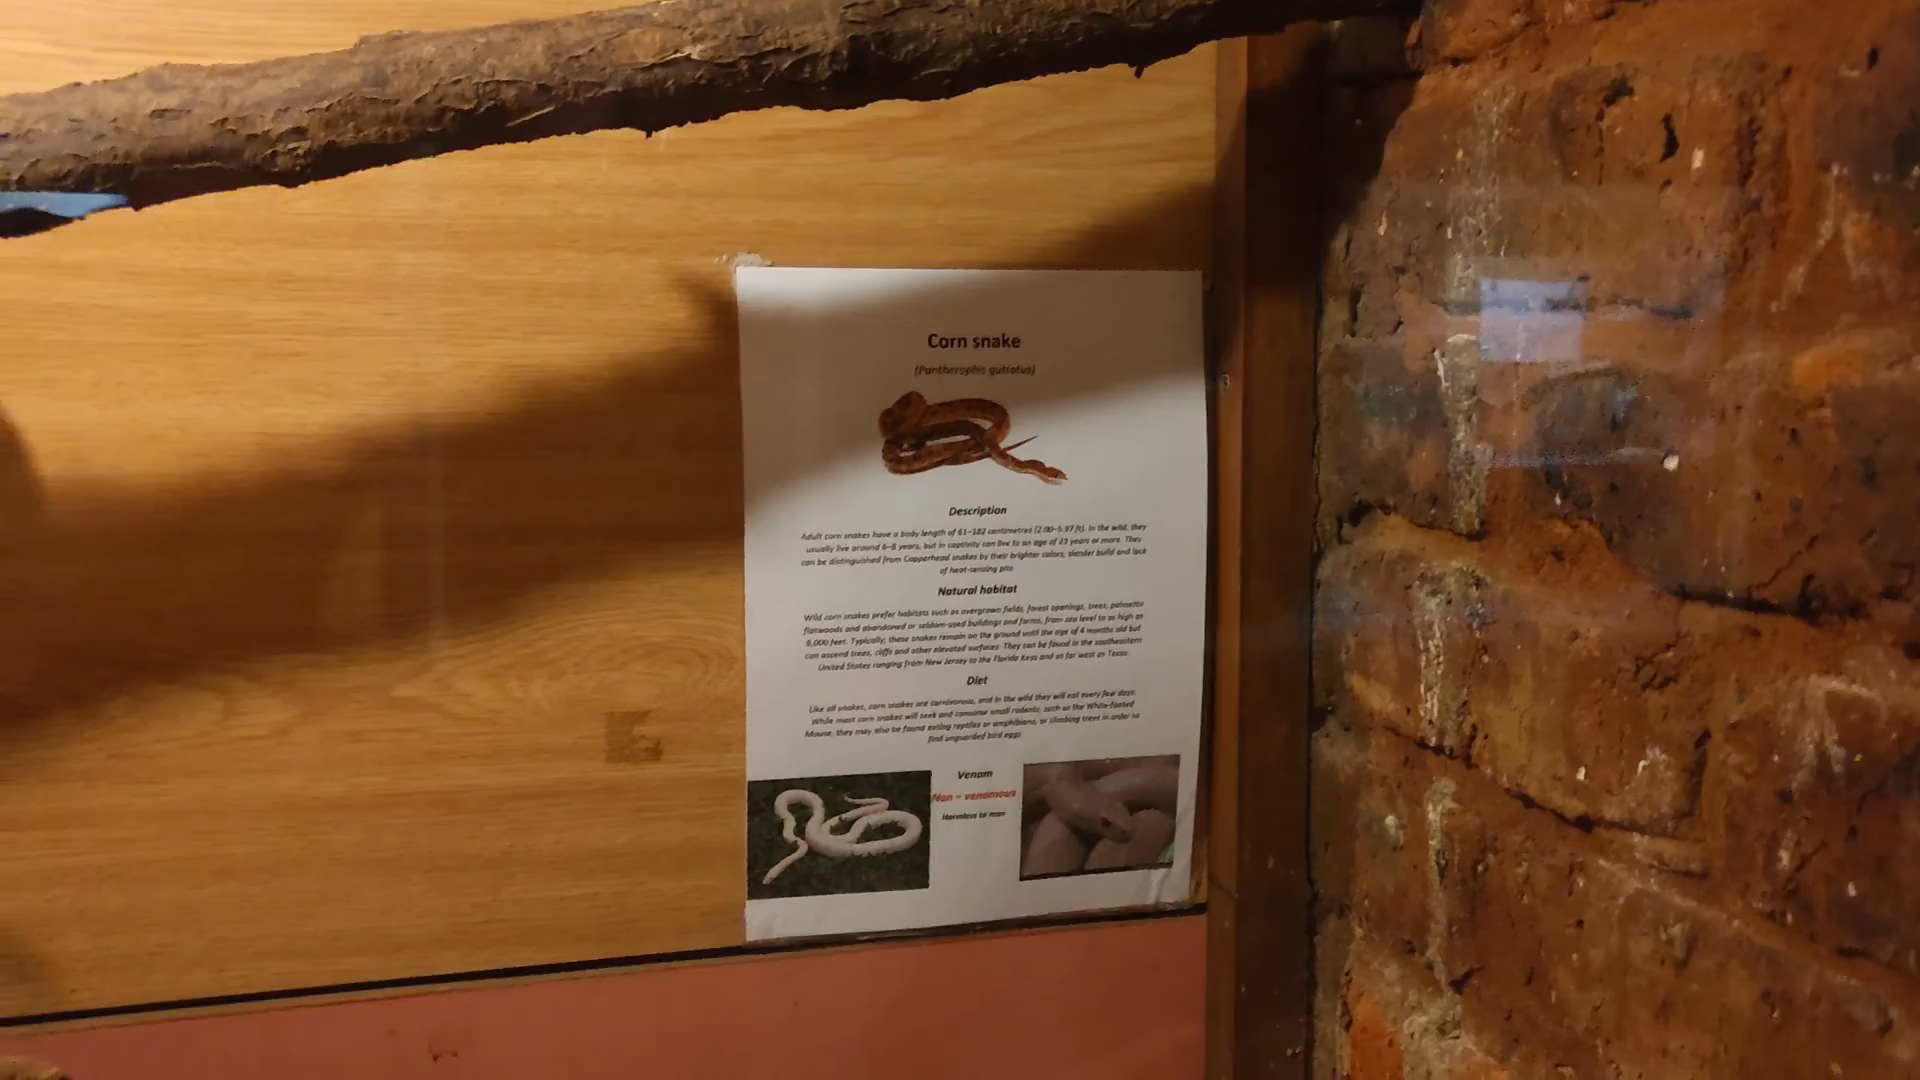 Corn snake
(Pantherophis guttatus)
Description
Adult corn snakes have a body length of 61–182 centimetres (2.00–5.97 ft). In the wild, they
usually live around 6–8 years, but in captivity can live to an age of 23 years or more. They
can be distinguished from Copperhead snakes by their brighter colors, slender build and lack
of heat-sensing pits
Natural habitat
Wild corn snakes prefer habitats such as overgrown fields, forest openings, trees, palmetto
flatwoods and abandoned or seldom-used buildings and farms, from sea level to as high as
6,000 feet. Typically, these snakes remain on the ground until the age of 4 months old but
can ascend trees, cliffs and other elevated surfaces. They can be found in the southeastern
United States ranging from New Jersey to the Florida Keys and as far west as Texas.
Diet
Like all snakes, corn snakes are carnivorous, and in the wild they will eat every few days.
While most corn snakes will seek and consume small rodents, such as the White-footed
Mouse, they may also be found eating reptiles or amphibians, or climbing trees in order to
find unguarded bird eggs
Venom
Non – venomous
Harmless to man